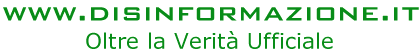 WWW.DISINFORMAZIONE.IT
Oltre la Verità Ufficiale